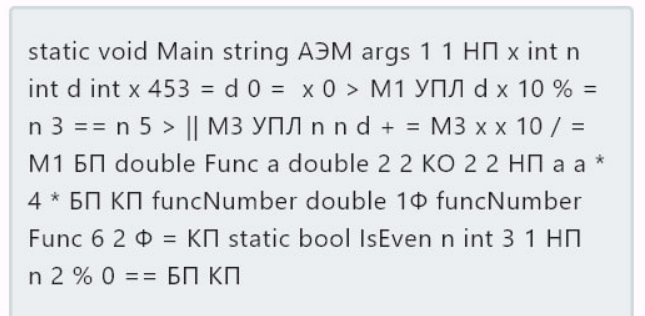 static void Main string АЭМ args 1 1 НП x int n
int d int x 453 = d 0 = x 0 > М1 УПЛ d x 10 % =
n 3 == n 5 > || М3 УПЛ n n d + = М3 x x 10 / =
М1 БП double Func a double 2 2 КО 2 2 НП a a *
4 * БП КП funcNumber double 1Ф funcNumber
Func 6 2 Ф = КП static bool IsEven n int 3 1 НП
n 2 % 0 == БП КП